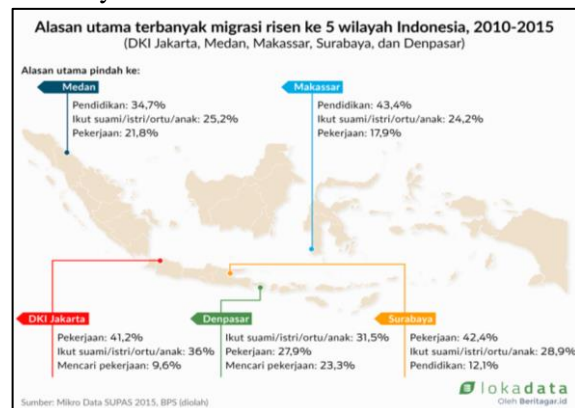 Alasan utama terbanyak migrasi risen ke 5 wilayah Indonesia, 2010-2015
(DKI Jakarta, Medan, Makassar, Surabaya, dan Denpasar)
Alasan utama pindah ke:
Medan
Pendidikan: 34,7%
Ikut suami/istri/ortu/anak: 25,2%
Pekerjaan: 21,8%
Makassar
Pendidikan: 43,4%
Ikut suami/istri/ortu/anak: 24,2%
Pekerjaan: 17,9%
DKI Jakarta
Pekerjaan: 41,2%
Ikut suami/istri/ortu/anak: 36%
Mencari pekerjaan: 9,6%
Denpasar
Ikut suami/istri/ortu/anak: 31,5%
Pekerjaan: 27,9%
Mencari pekerjaan: 23,3%
Surabaya
Pekerjaan: 42,4%
Ikut suami/istri/ortu/anak: 28,9%
Pendidikan: 12,1%
Sumber: Mikro Data SUPAS 2015, BPS (diolah)
lokadata
Oleh Beritagar.id